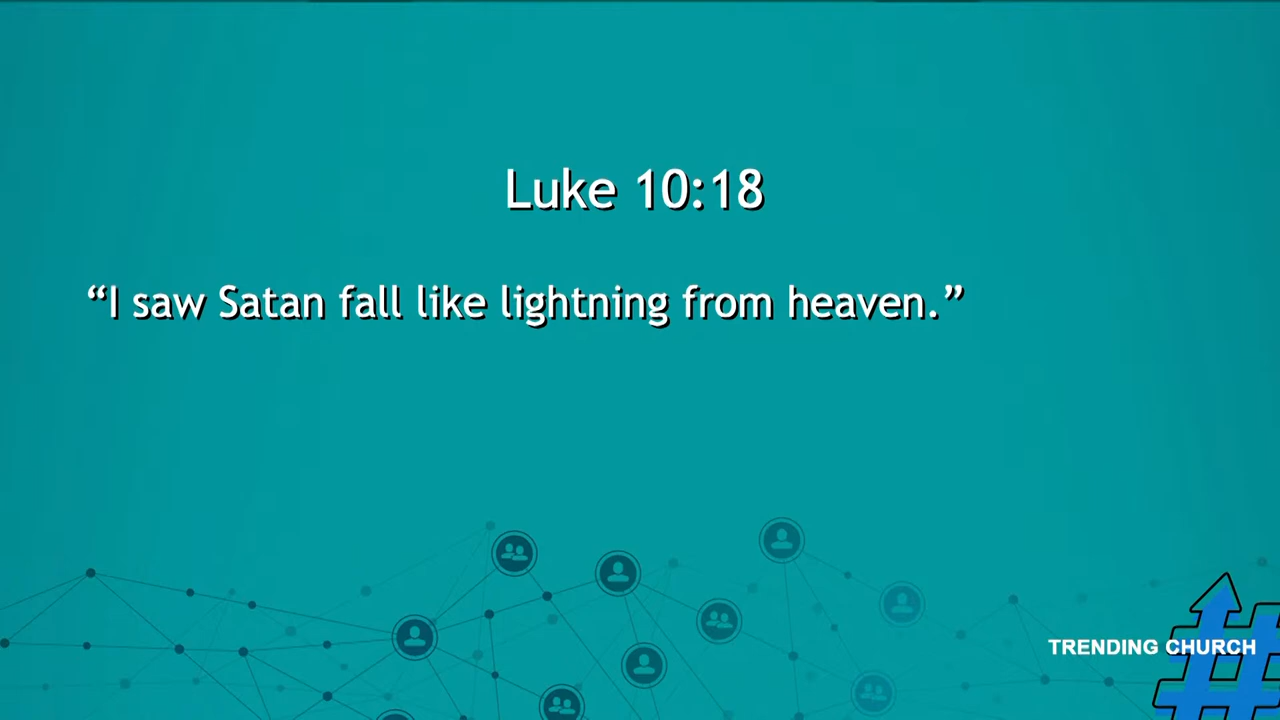 Luke 10:18
“I saw Satan fall like lightning from heaven.”
TRENDING CHURCH